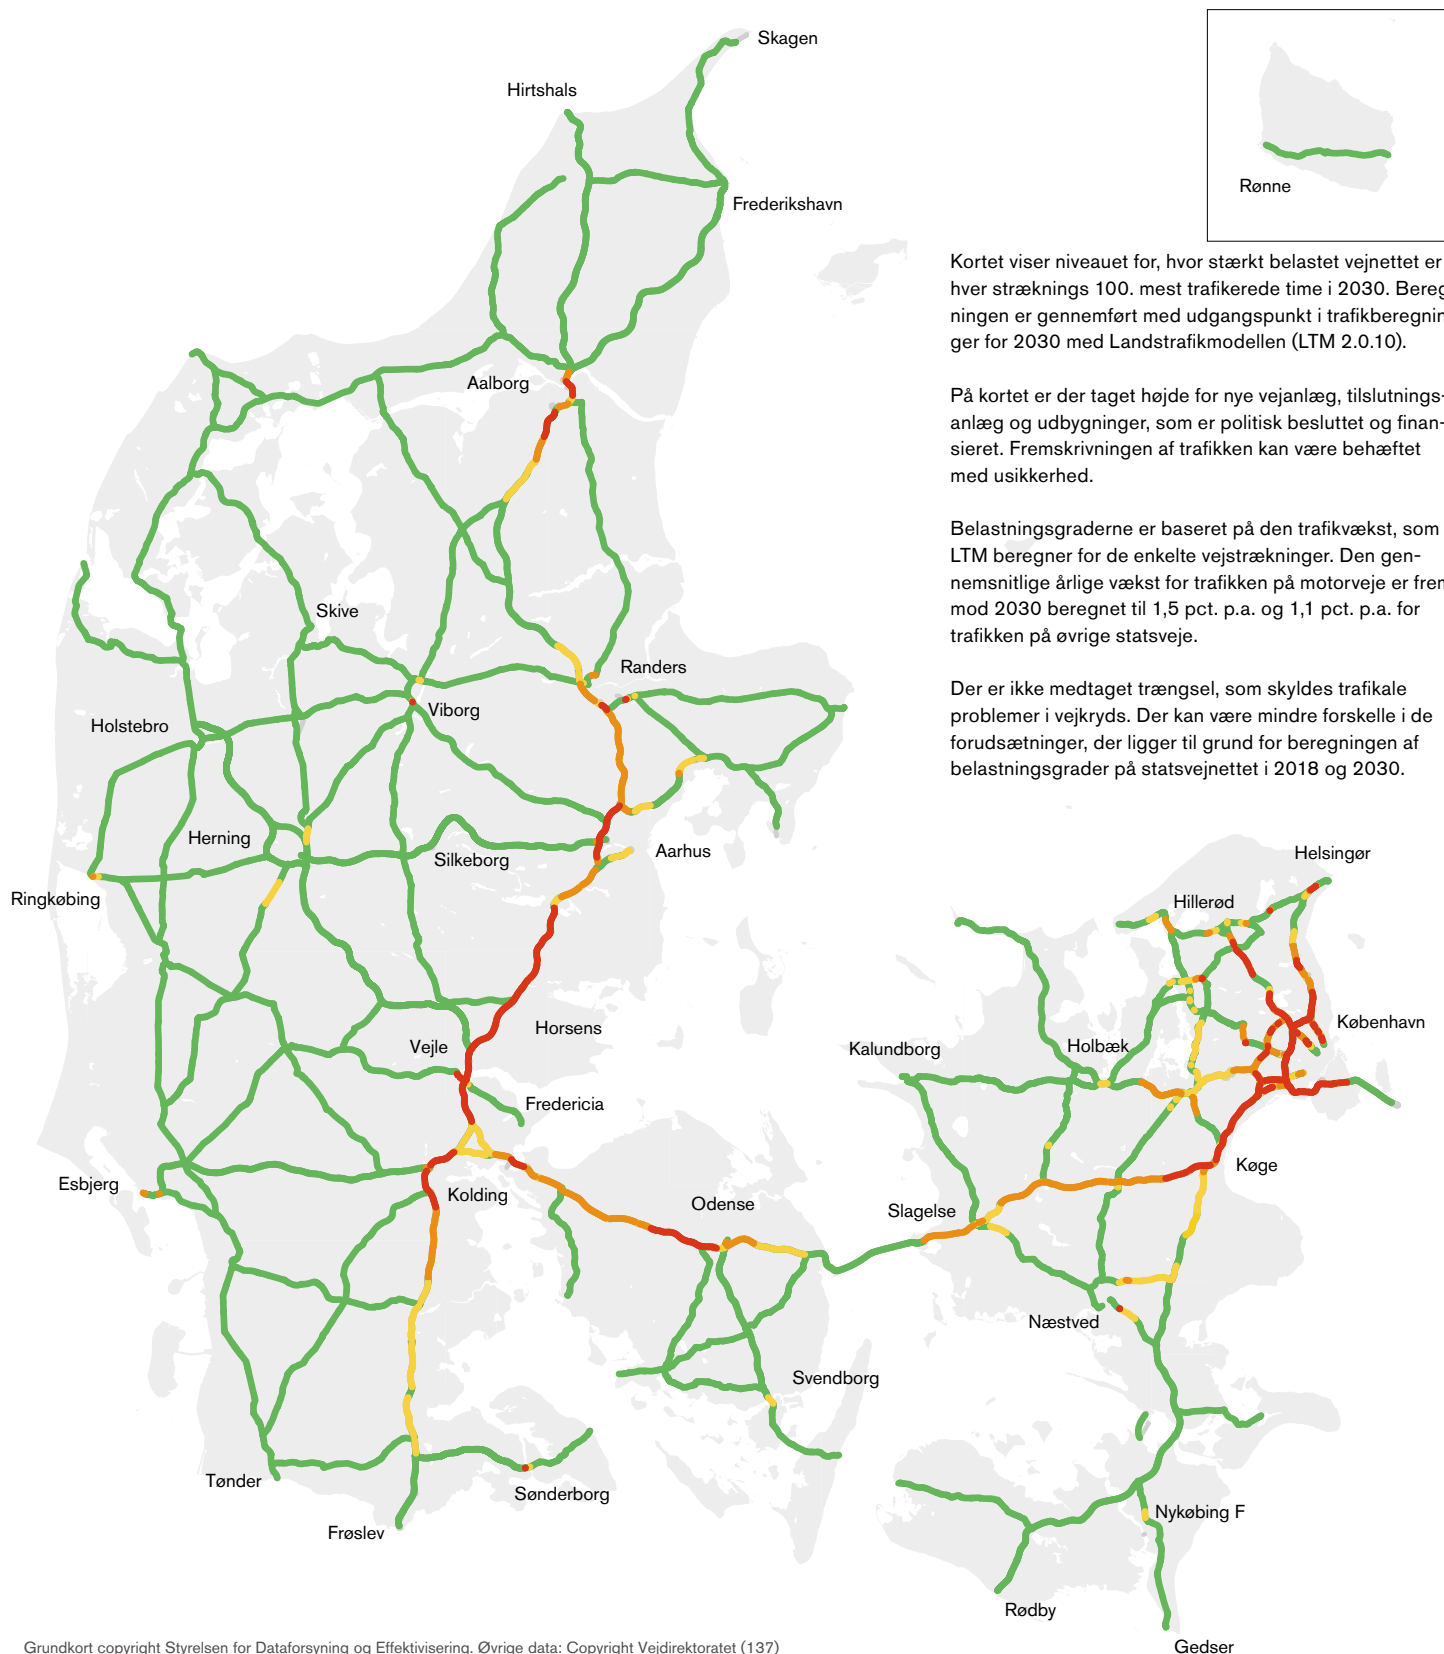 Skagen
Hirtshals
Rønne
Frederikshavn
Kortet viser niveauet for, hvor stærkt belastet vejnettet er
hver stræknings 100. mest trafikerede time i 2030. Bereg
ningen er gennemført med udgangspunkt i trafikberegnin
ger for 2030 med Landstrafikmodellen (LTM 2.0.10).
På kortet er der taget højde for nye vejanlæg, tilslutnings-
anlæg og udbygninger, som er politisk besluttet og finan-
sieret. Fremskrivningen af trafikken kan være behæftet
med usikkerhed.
Belastningsgraderne er baseret på den trafikvækst, som
LTM beregner for de enkelte vejstrækninger. Den gen-
nemsnitlige årlige vækst for trafikken på motorveje er frem
mod 2030 beregnet til 1,5 pct. p.a. og 1,1 pct. p.a. for
trafikken på øvrige statsveje.
Der er ikke medtaget trængsel, som skyldes trafikale
problemer i vejkryds. Der kan være mindre forskelle i de
forudsætninger, der ligger til grund for beregningen af
belastningsgrader på statsvejnettet i 2018 og 2030.
Aalborg
Skive
Randers
Viborg
Holstebro
Herning
Silkeborg
Aarhus
Helsingør
Ringkøbing
Hillerød
Horsens
København
Vejle
Kalundborg
Holbæk
Fredericia
Esbjerg
Kolding
Odense
Slagelse
Køge
Næstved
Svendborg
Tønder
Sønderborg
Frøslev
Nykøbing F
Rødby
Gedser
Grundkort copyright Styrelsen for Dataforsyning og Effektivisering. Øvrige data: Copyright Vejdirektoratet (137)